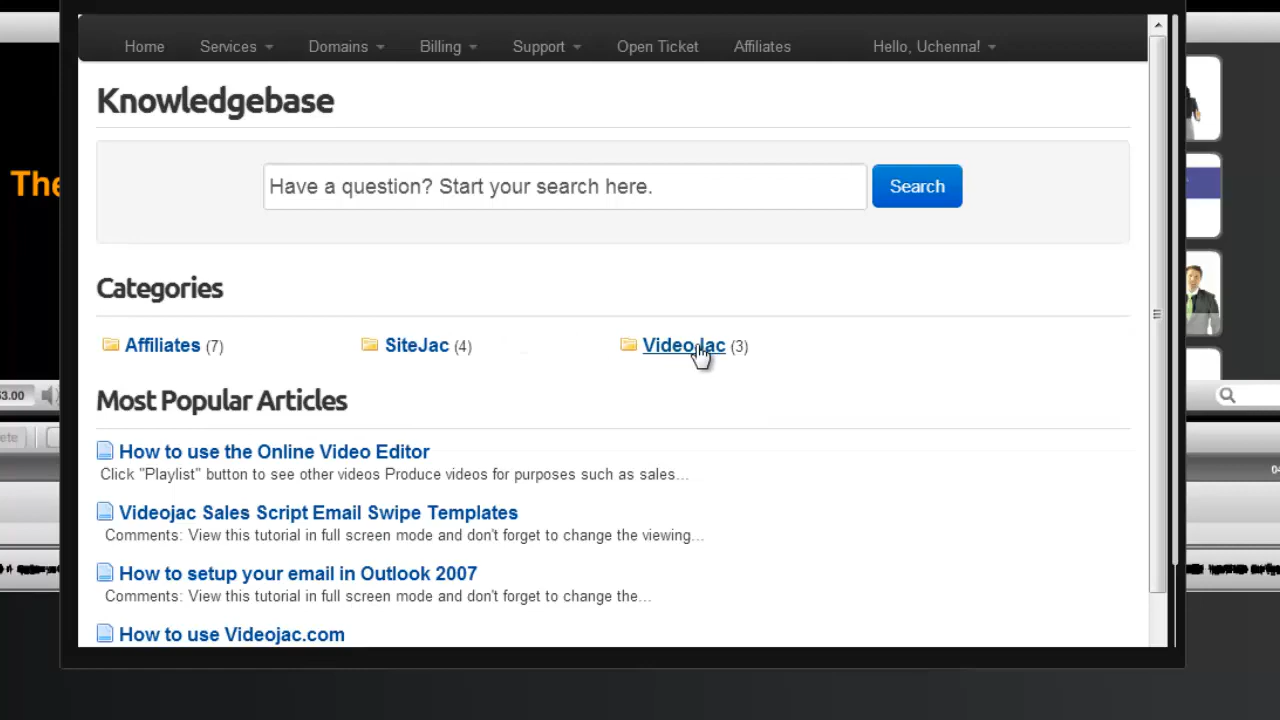 Home Services Domains Billing Support Open Ticket Affiliates Hello, Uchenna!
Knowledgebase
The
Have a question? Start your search here. Search
Categories
Affiliates (7) SiteJac (4) VideoJac (3)
53.00
Most Popular Articles
How to use the Online Video Editor
Click "Playlist" button to see other videos Produce videos for purposes such as sales...
Videojac Sales Script Email Swipe Templates
Comments: View this tutorial in full screen mode and don't forget to change the viewing...
How to setup your email in Outlook 2007
Comments: View this tutorial in full screen mode and don't forget to change the...
How to use Videojac.com